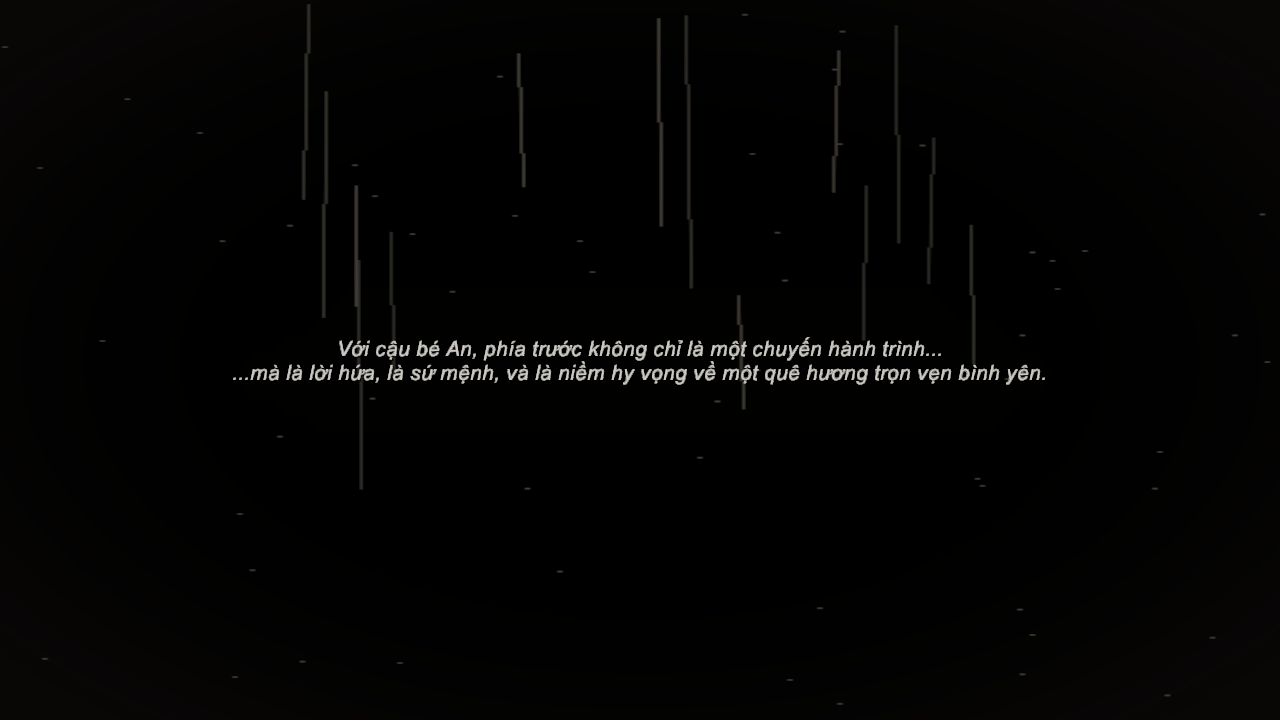 Với cậu bé An, phía trước không chỉ là một chuyến hành trình...
...mà là lời hứa, là sứ mệnh, và là niềm hy vọng về một quê hương trọn vẹn bình yên.